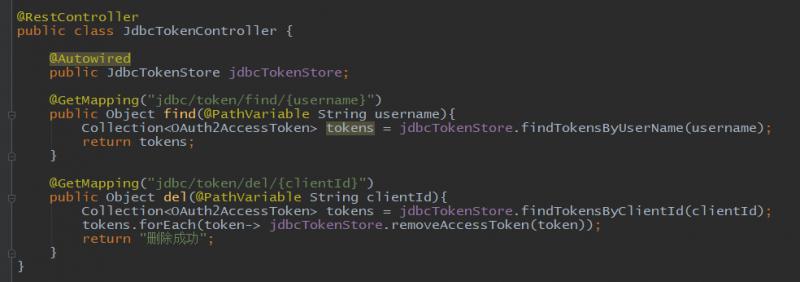 @RestController
public class JdbcTokenController {
@Autowired
public JdbcTokenStore jdbcTokenStore;
@GetMapping("jdbc/token/find/{username}")
public Object find(@PathVariable String username){
Collection<OAuth2AccessToken> tokens = jdbcTokenStore.findTokensByUserName(username);
return tokens;
}
@GetMapping("jdbc/token/del/{clientId}")
public Object del(@PathVariable String clientId){
Collection<OAuth2AccessToken> tokens = jdbcTokenStore.findTokensByClientId(clientId);
tokens.forEach(token-> jdbcTokenStore.removeAccessToken(token));
return "删除成功";
}
}